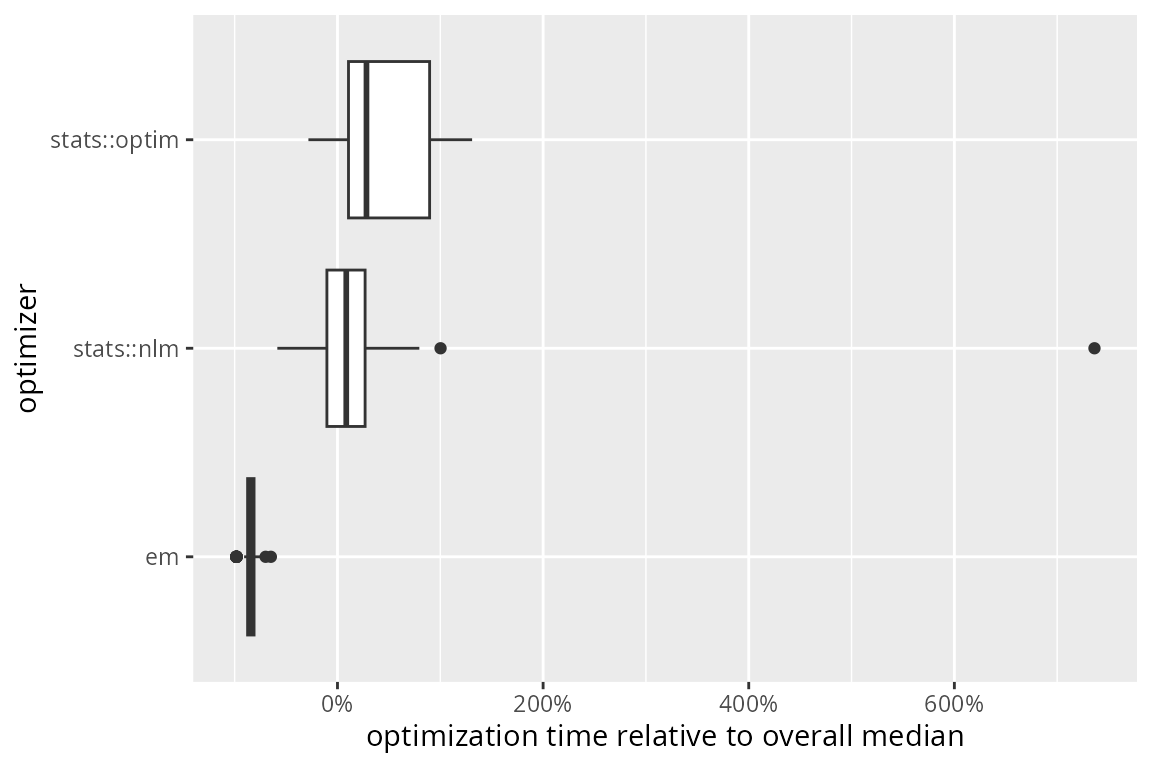 stats::optim
stats::nlm
em
optimizer
0%
200%
400%
600%
optimization time relative to overall median